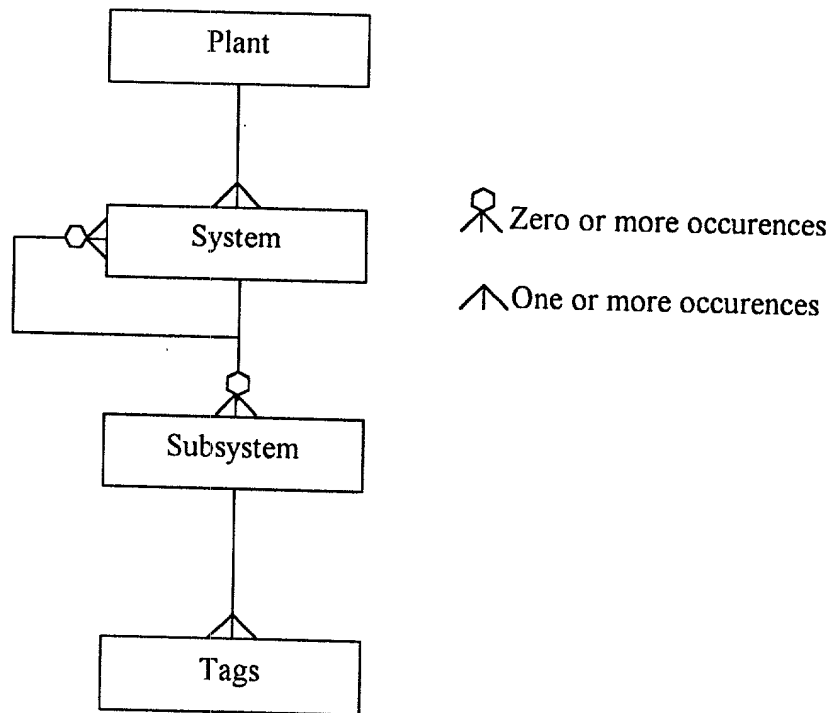 Plant
System
Zero or more occurences
One or more occurences
Subsystem
Tags